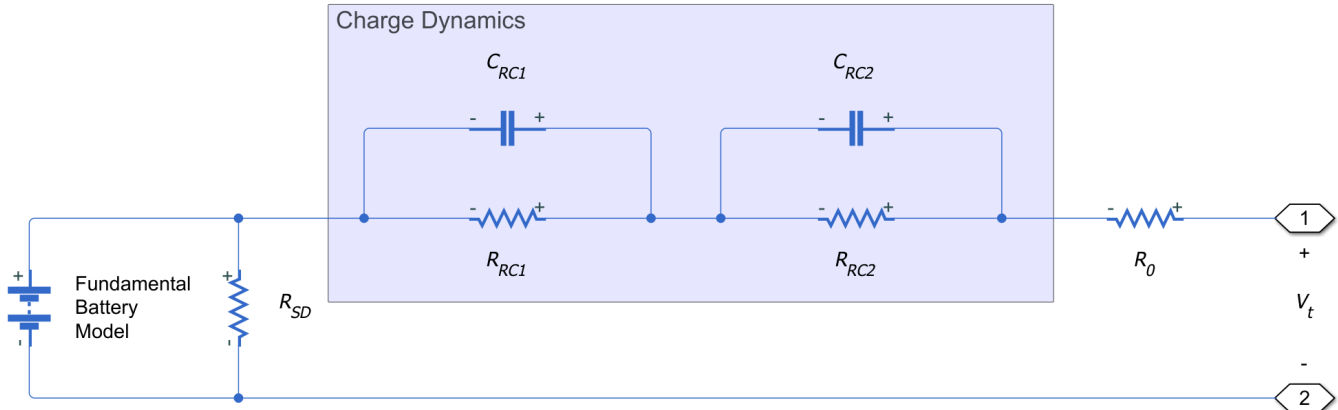 Charge Dynamics
C_RC1
C_RC2
- +
- +
- +
- +
- +
1
R_RC1
R_RC2
R_0
+
+
+
Fundamental
Battery
Model
R_SD
V_t
-
-
-
2